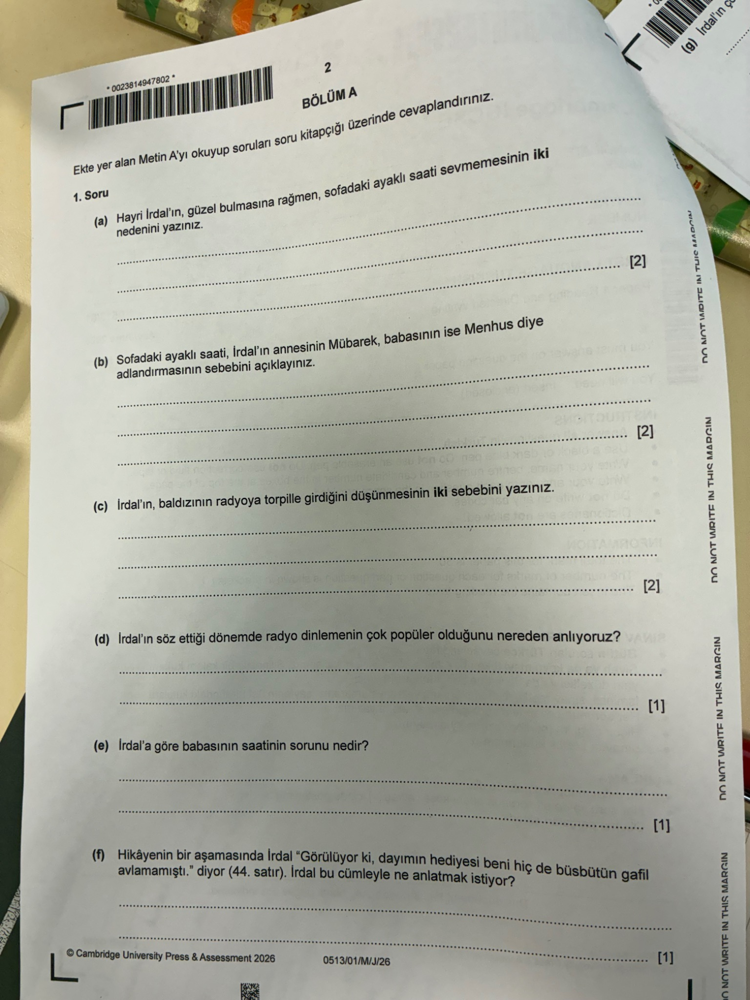 * 0023814947802 *
2
BÖLÜM A
Ekte yer alan Metin A'yı okuyup soruları soru kitapçığı üzerinde cevaplandırınız.
1. Soru
(a) Hayri İrdal'ın, güzel bulmasına rağmen, sofadaki ayaklı saati sevmemesinin iki
nedenini yazınız.
[2]
(b) Sofadaki ayaklı saati, İrdal'ın annesinin Mübarek, babasının ise Menhus diye
adlandırmasının sebebini açıklayınız.
[2]
(c) İrdal'ın, baldızının radyoya torpille girdiğini düşünmesinin iki sebebini yazınız.
[2]
(d) İrdal'ın söz ettiği dönemde radyo dinlemenin çok popüler olduğunu nereden anlıyoruz?
[1]
(e) İrdal'a göre babasının saatinin sorunu nedir?
[1]
(f) Hikâyenin bir aşamasında İrdal “Görülüyor ki, dayımın hediyesi beni hiç de büsbütün gafil
avlamamıştı.” diyor (44. satır). İrdal bu cümleyle ne anlatmak istiyor?
[1]
© Cambridge University Press & Assessment 2026
0513/01/M/J/26
DO NOT WRITE IN THIS MARGIN
DO NOT WRITE IN THIS MARGIN
DO NOT WRITE IN THIS MARGIN
DO NOT WRITE IN THIS MARGIN
(g) İrdal'ın